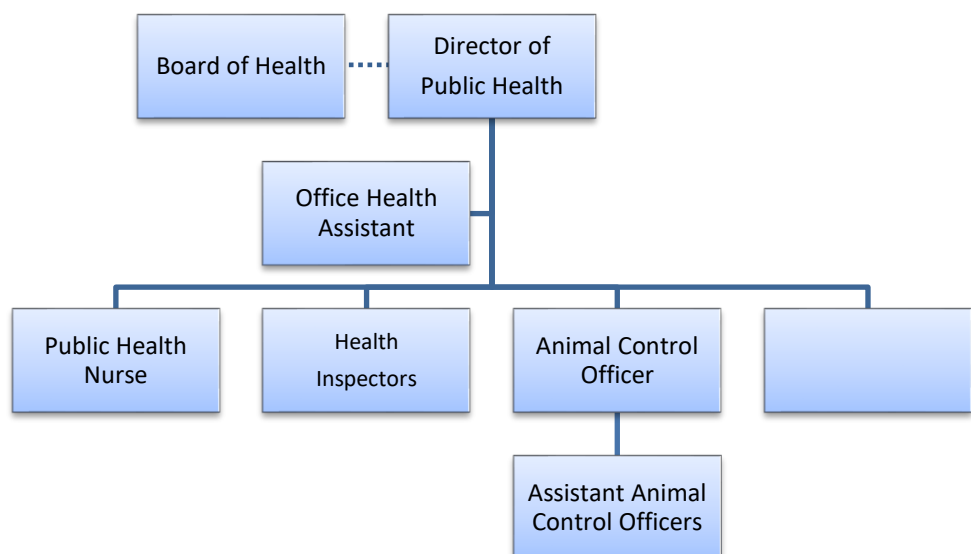 Board of Health
Director of
Public Health
Office Health
Assistant
Public Health
Nurse
Health
Inspectors
Animal Control
Officer
Assistant Animal
Control Officers